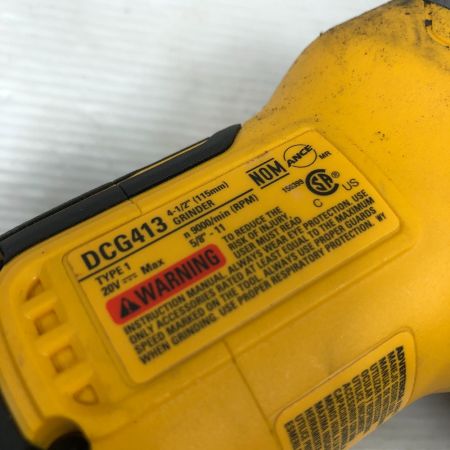 DCG413 4-1/2" (115mm)
GRINDER
TYPE 1 n 9000/min (RPM)
20V Max 5/8" - 11
NOM ANCE MR
150399 SA
C US
WARNING TO REDUCE THE
RISK OF INJURY,
USER MUST READ
INSTRUCTION MANUAL. ALWAYS WEAR EYE PROTECTION. USE
ONLY ACCESSORIES RATED AT LEAST EQUAL TO THE MAXIMUM
SPEED MARKED ON THE TOOL. ALWAYS USE PROPER GUARDS
WHEN GRINDING. USE PROPER RESPIRATORY PROTECTION.